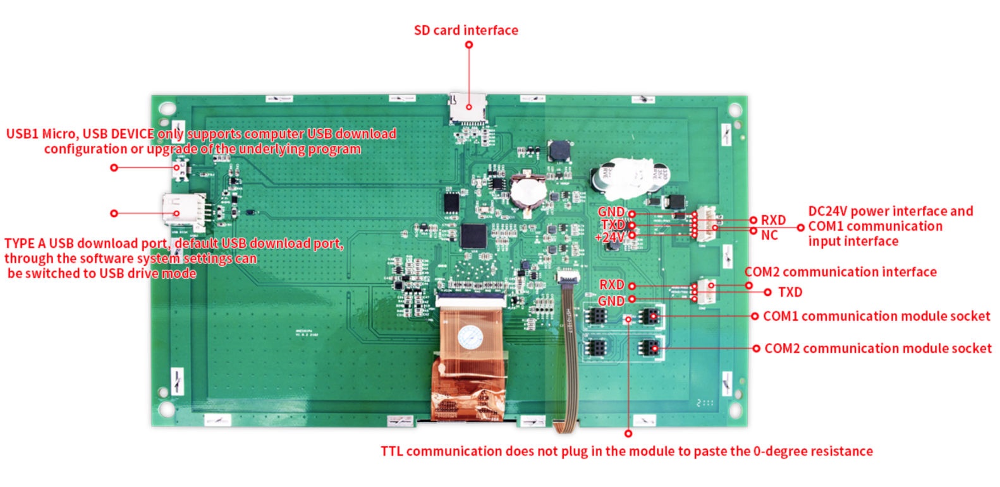 SD card interface
USB1 Micro, USB DEVICE only supports computer USB download
configuration or upgrade of the underlying program
TYPE A USB download port, default USB download port,
through the software system settings can
be switched to USB drive mode
GND
TXD
+24V
RXD
NC
DC24V power interface and
COM1 communication
input interface
COM2 communication interface
RXD
TXD
GND
COM1 communication module socket
COM2 communication module socket
TTL communication does not plug in the module to paste the 0-degree resistance
2111